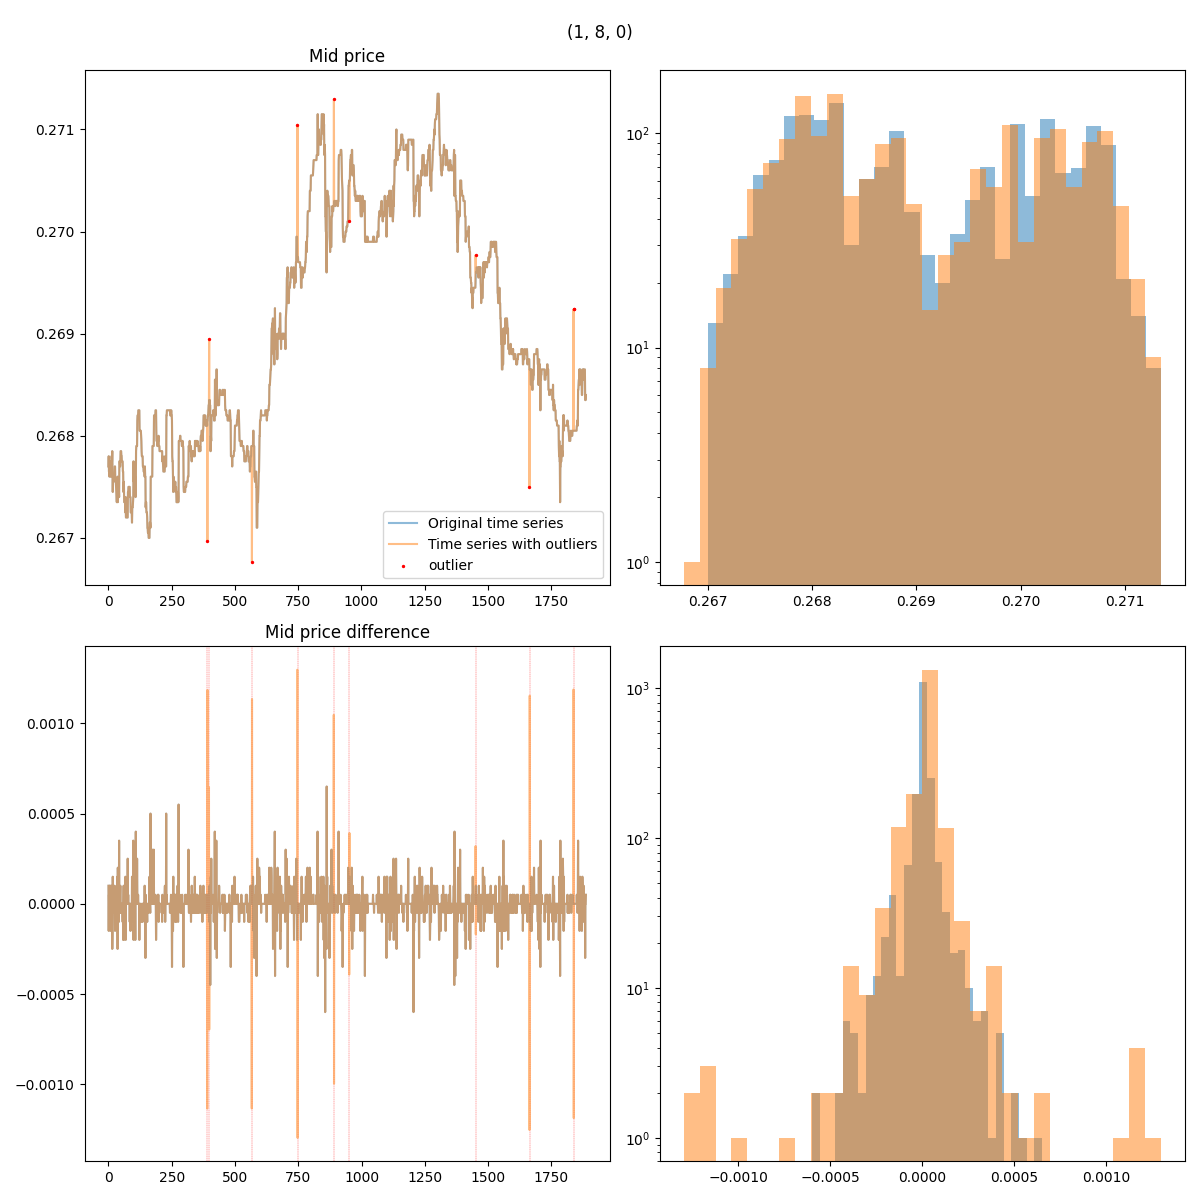 (1, 8, 0)
Mid price
0.271
0.270
0.269
0.268
0.267
Original time series
Time series with outliers
outlier
0 250 500 750 1000 1250 1500 1750
10²
10¹
10⁰
0.267 0.268 0.269 0.270 0.271
Mid price difference
0.0010
0.0005
0.0000
−0.0005
−0.0010
0 250 500 750 1000 1250 1500 1750
10³
10²
10¹
10⁰
−0.0010 −0.0005 0.0000 0.0005 0.0010